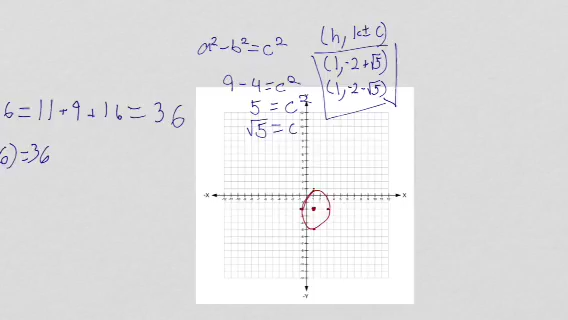 a²-b²=c²
(h, k±c)
9-4=c²
(1,-2+√5)
(1,-2-√5)
5=c²
√5=c
6=11+9+16=36
6)=36
-X
X
-Y